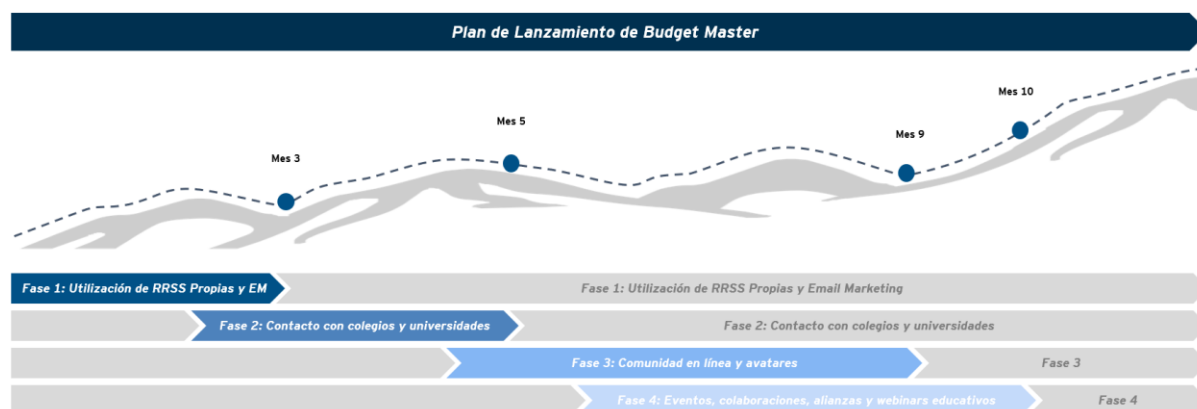 Plan de Lanzamiento de Budget Master
Mes 3
Mes 5
Mes 9
Mes 10
Fase 1: Utilización de RRSS Propias y EM
Fase 1: Utilización de RRSS Propias y Email Marketing
Fase 2: Contacto con colegios y universidades
Fase 2: Contacto con colegios y universidades
Fase 3: Comunidad en línea y avatares
Fase 3
Fase 4: Eventos, colaboraciones, alianzas y webinars educativos
Fase 4